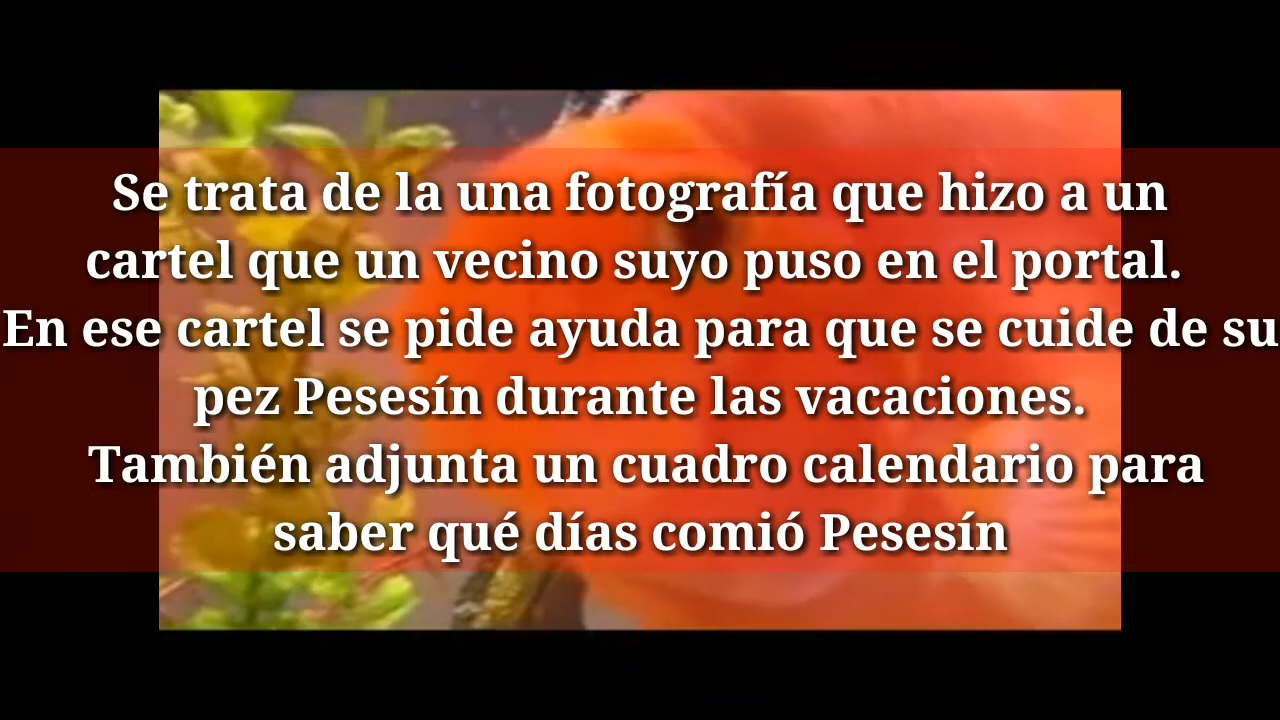 Se trata de la una fotografía que hizo a un
cartel que un vecino suyo puso en el portal.
En ese cartel se pide ayuda para que se cuide de su
pez Pesesín durante las vacaciones.
También adjunta un cuadro calendario para
saber qué días comió Pesesín